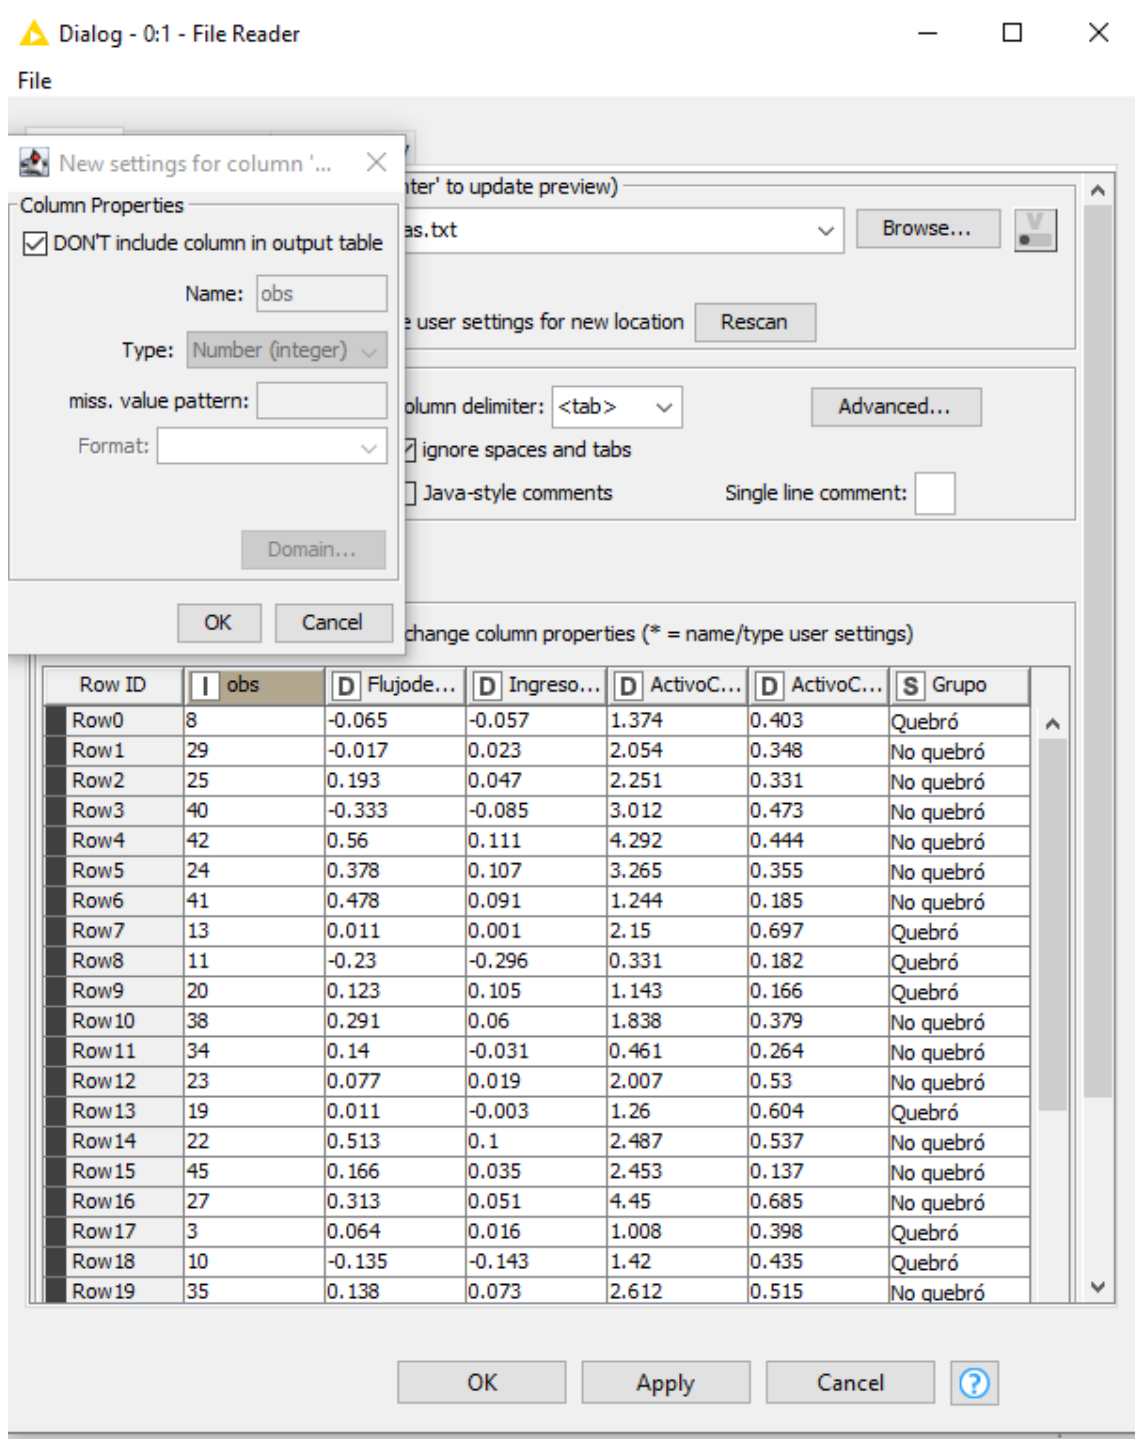 Dialog - 0:1 - File Reader
File
New settings for column '...
Column Properties
DON'T include column in output table
Name: obs
Type: Number (integer)
miss. value pattern:
Format:
Domain...
OK Cancel
to update preview)
as.txt Browse...
user settings for new location Rescan
delimiter: <tab> Advanced...
ignore spaces and tabs
Java-style comments Single line comment:
change column properties (* = name/type user settings)
Row ID I obs D Flujode... D Ingreso... D ActivoC... D ActivoC... S Grupo
Row0 8 -0.065 -0.057 1.374 0.403 Quebró
Row1 29 -0.017 0.023 2.054 0.348 No quebró
Row2 25 0.193 0.047 2.251 0.331 No quebró
Row3 40 -0.333 -0.085 3.012 0.473 No quebró
Row4 42 0.56 0.111 4.292 0.444 No quebró
Row5 24 0.378 0.107 3.265 0.355 No quebró
Row6 41 0.478 0.091 1.244 0.185 No quebró
Row7 13 0.011 0.001 2.15 0.697 Quebró
Row8 11 -0.23 -0.296 0.331 0.182 Quebró
Row9 20 0.123 0.105 1.143 0.166 Quebró
Row10 38 0.291 0.06 1.838 0.379 No quebró
Row11 34 0.14 -0.031 0.461 0.264 No quebró
Row12 23 0.077 0.019 2.007 0.53 No quebró
Row13 19 0.011 -0.003 1.26 0.604 Quebró
Row14 22 0.513 0.1 2.487 0.537 No quebró
Row15 45 0.166 0.035 2.453 0.137 No quebró
Row16 27 0.313 0.051 4.45 0.685 No quebró
Row17 3 0.064 0.016 1.008 0.398 Quebró
Row18 10 -0.135 -0.143 1.42 0.435 Quebró
Row19 35 0.138 0.073 2.612 0.515 No quebró
OK Apply Cancel ?